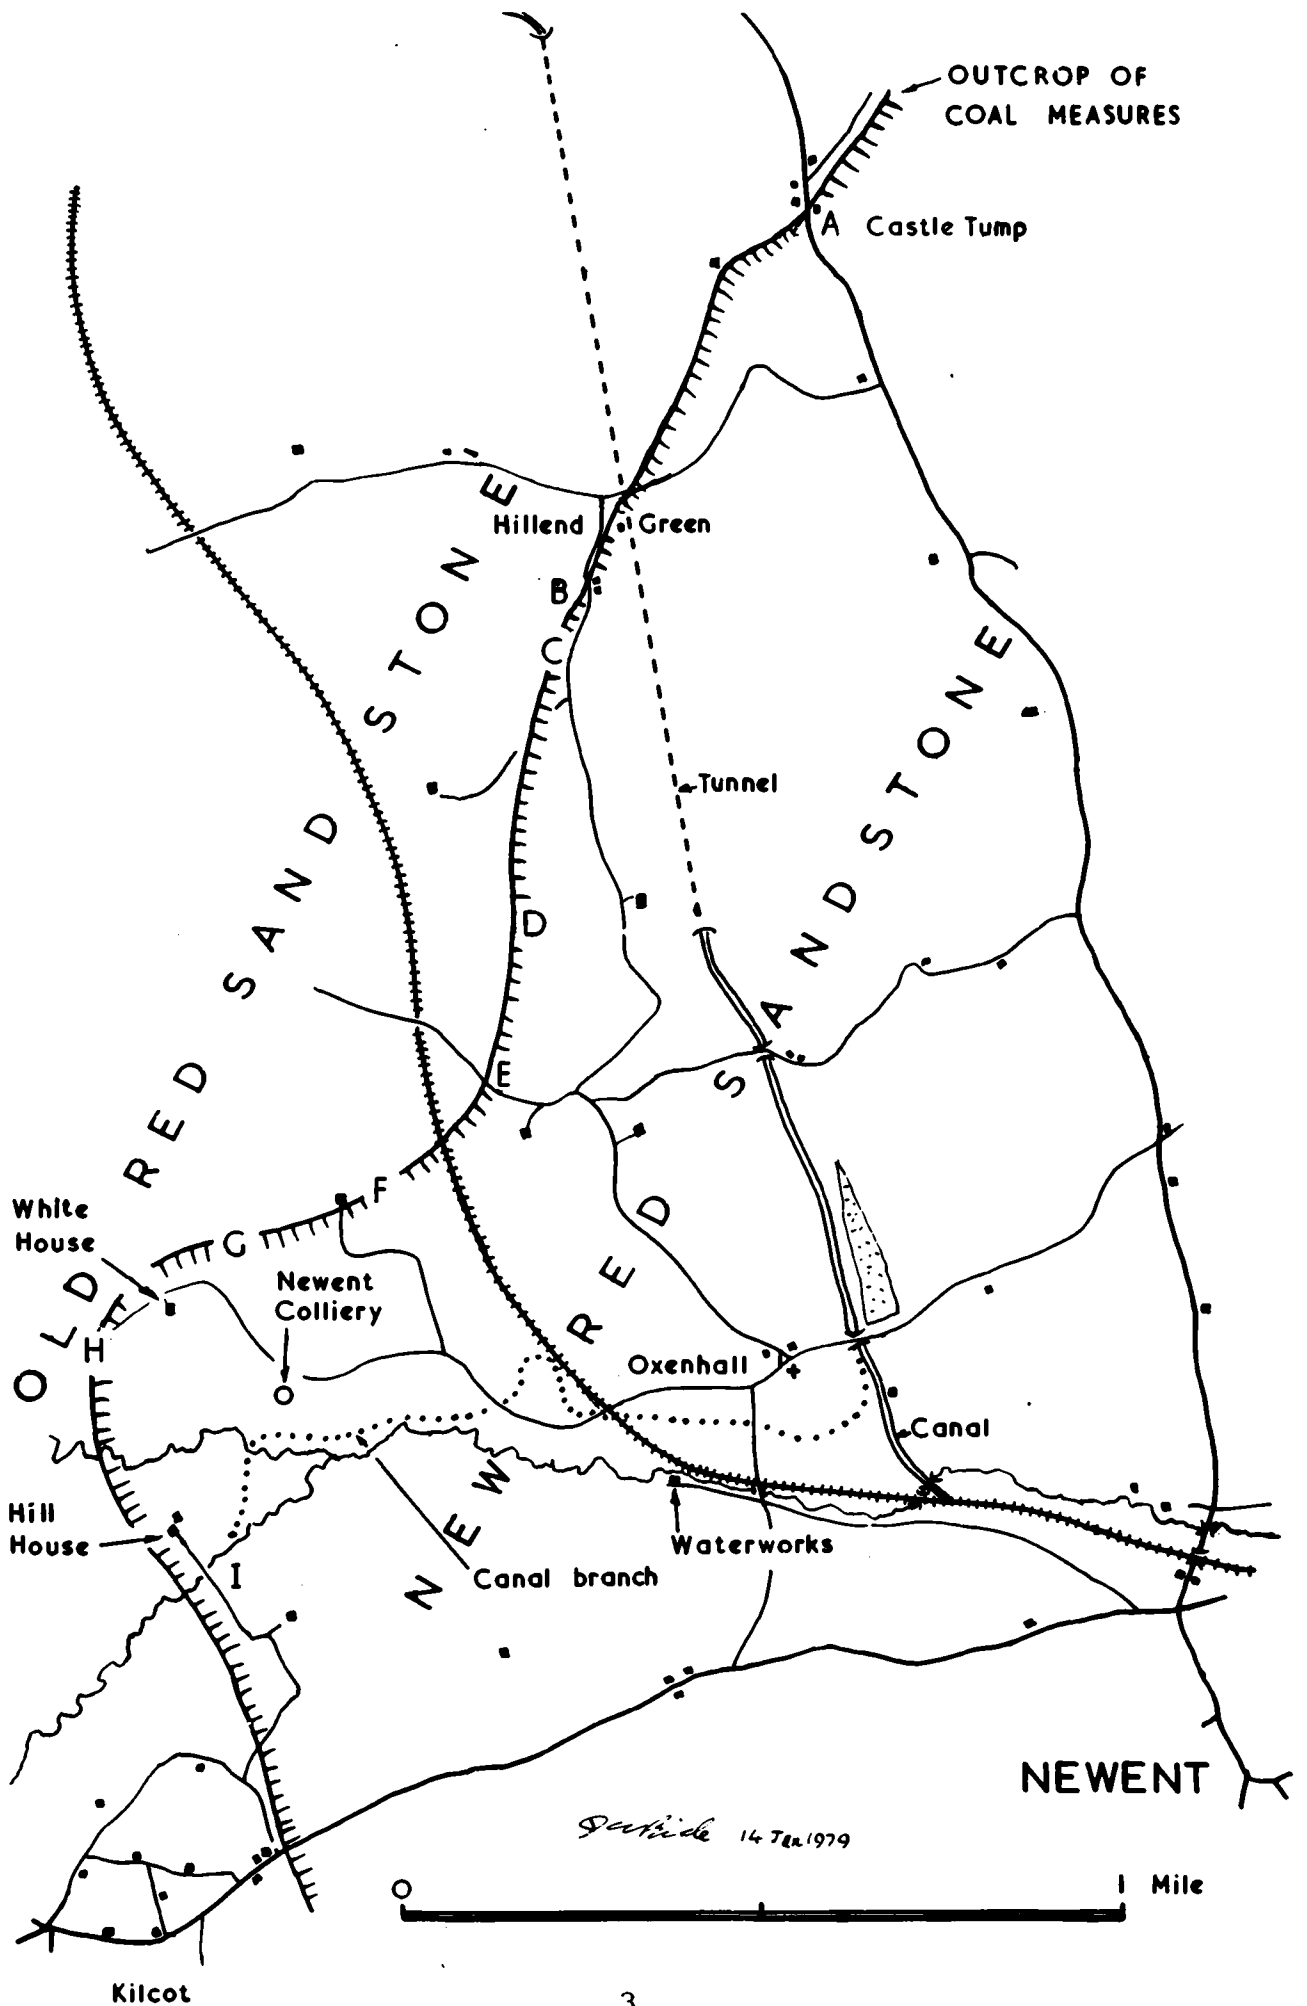 OUTCROP OF
COAL MEASURES
A Castle Tump
Hillend Green
B
C
Tunnel
D
E
OLD RED SANDSTONE
NEW RED SANDSTONE
F
G
White
House
Newent
Colliery
H
Oxenhall
Canal
Hill
House
Waterworks
I
Canal branch
NEWENT
14 Jan 1979
0 1 Mile
Kilcot
3